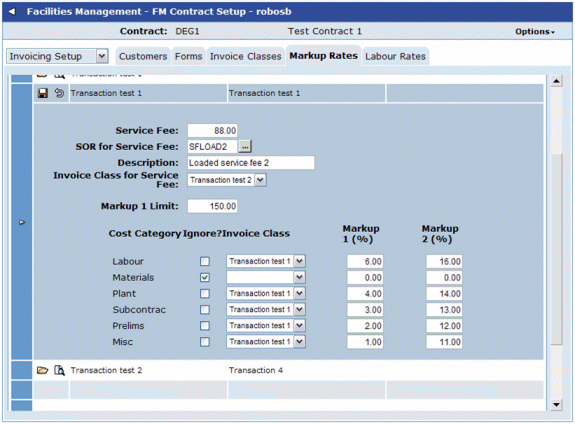 Facilities Management - FM Contract Setup - robosb
Contract: DEG1 Test Contract 1 Options
Invoicing Setup Customers Forms Invoice Classes Markup Rates Labour Rates
Transaction test 1
Transaction test 1 Transaction test 1
Service Fee: 88.00
SOR for Service Fee: SFLOAD2 ...
Description: Loaded service fee 2
Invoice Class for Service Fee: Transaction test 2
Markup 1 Limit: 150.00
Cost Category Ignore? Invoice Class Markup 1 (%) Markup 2 (%)
Labour Transaction test 1 6.00 16.00
Materials 0.00 0.00
Plant Transaction test 1 4.00 14.00
Subcontrac Transaction test 1 3.00 13.00
Prelims Transaction test 1 2.00 12.00
Misc Transaction test 1 1.00 11.00
Transaction test 2 Transaction 4